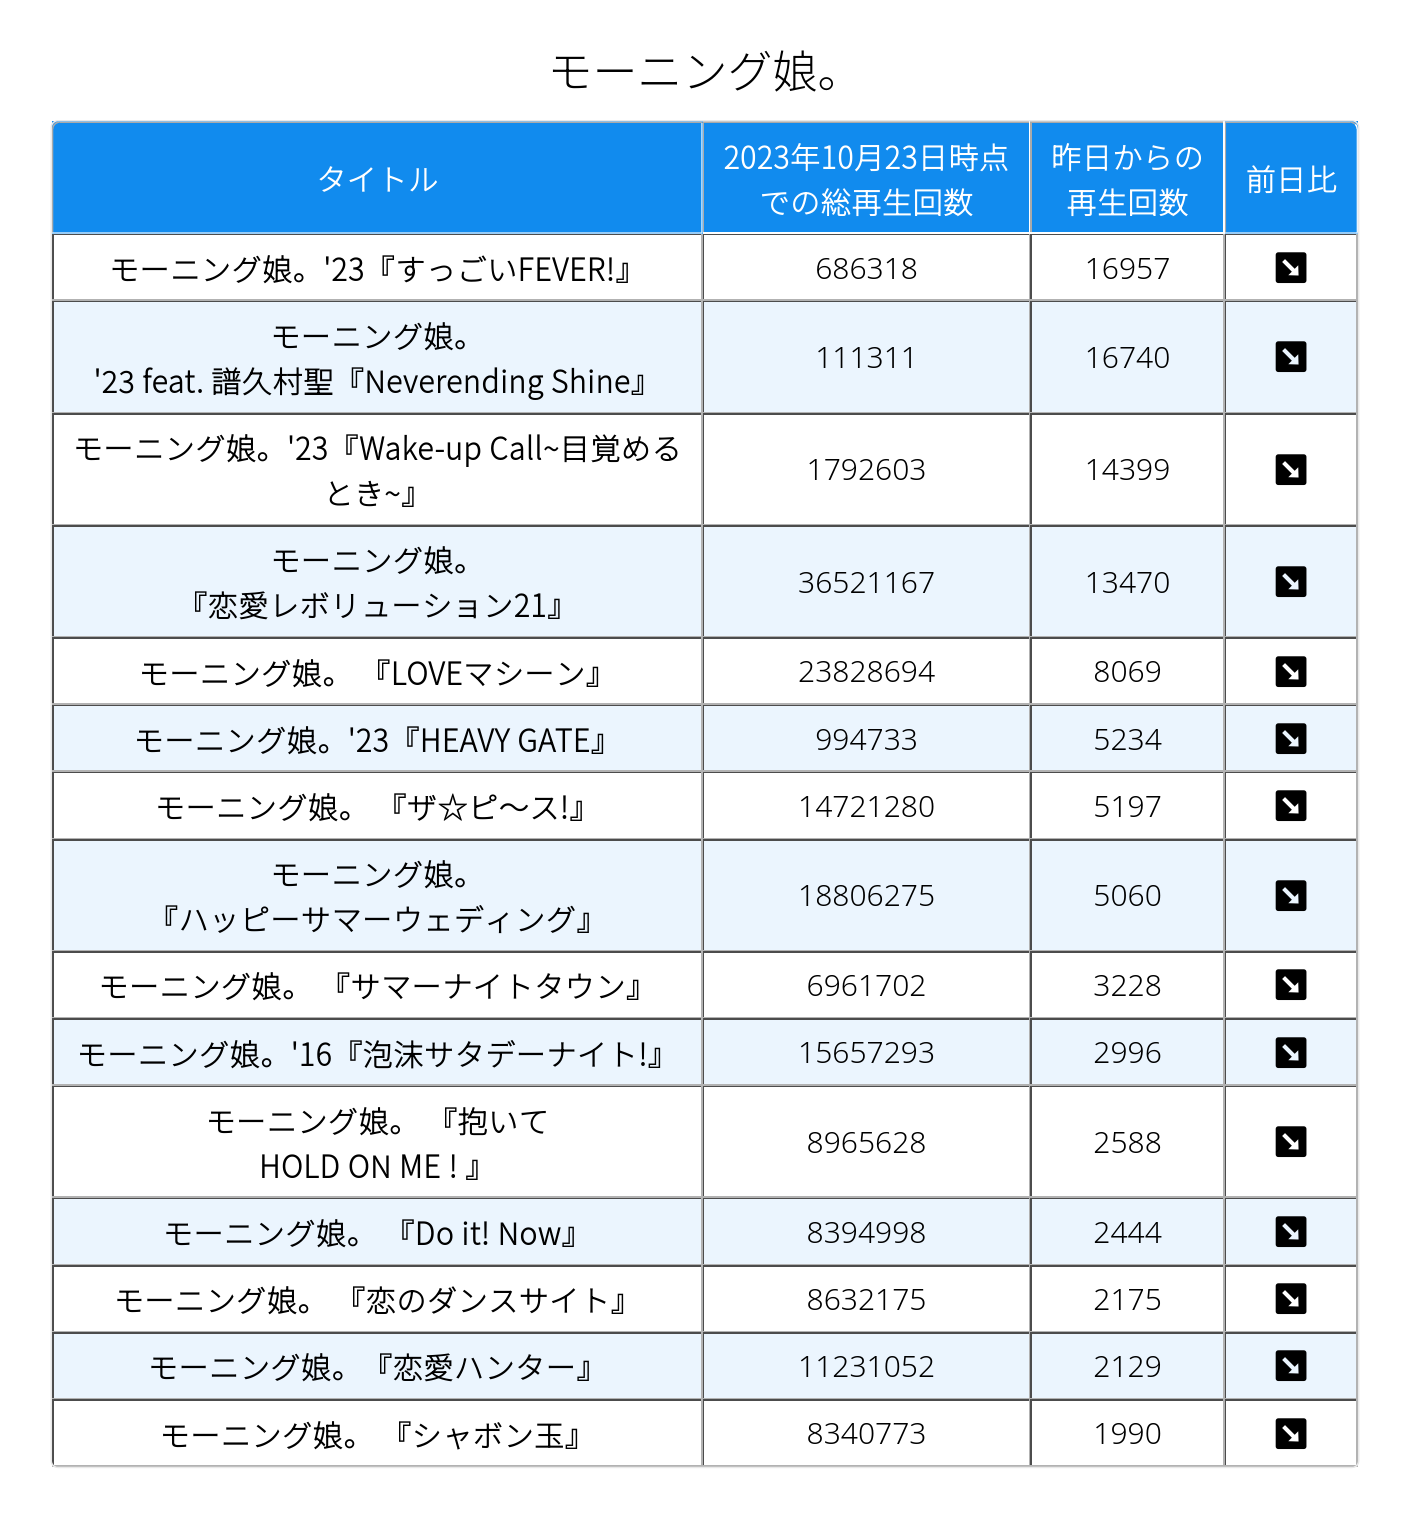 モーニング娘。
タイトル
2023年10月23日時点
での総再生回数
昨日からの
再生回数
前日比
モーニング娘。'23『すっごいFEVER!』
686318
16957
モーニング娘。
'23 feat. 譜久村聖『Neverending Shine』
111311
16740
モーニング娘。'23『Wake-up Call~目覚める
とき~』
1792603
14399
モーニング娘。
『恋愛レボリューション21』
36521167
13470
モーニング娘。 『LOVEマシーン』
23828694
8069
モーニング娘。'23『HEAVY GATE』
994733
5234
モーニング娘。 『ザ☆ピ〜ス!』
14721280
5197
モーニング娘。
『ハッピーサマーウェディング』
18806275
5060
モーニング娘。 『サマーナイトタウン』
6961702
3228
モーニング娘。'16『泡沫サタデーナイト!』
15657293
2996
モーニング娘。 『抱いて
HOLD ON ME ! 』
8965628
2588
モーニング娘。 『Do it! Now』
8394998
2444
モーニング娘。 『恋のダンスサイト』
8632175
2175
モーニング娘。『恋愛ハンター』
11231052
2129
モーニング娘。 『シャボン玉』
8340773
1990